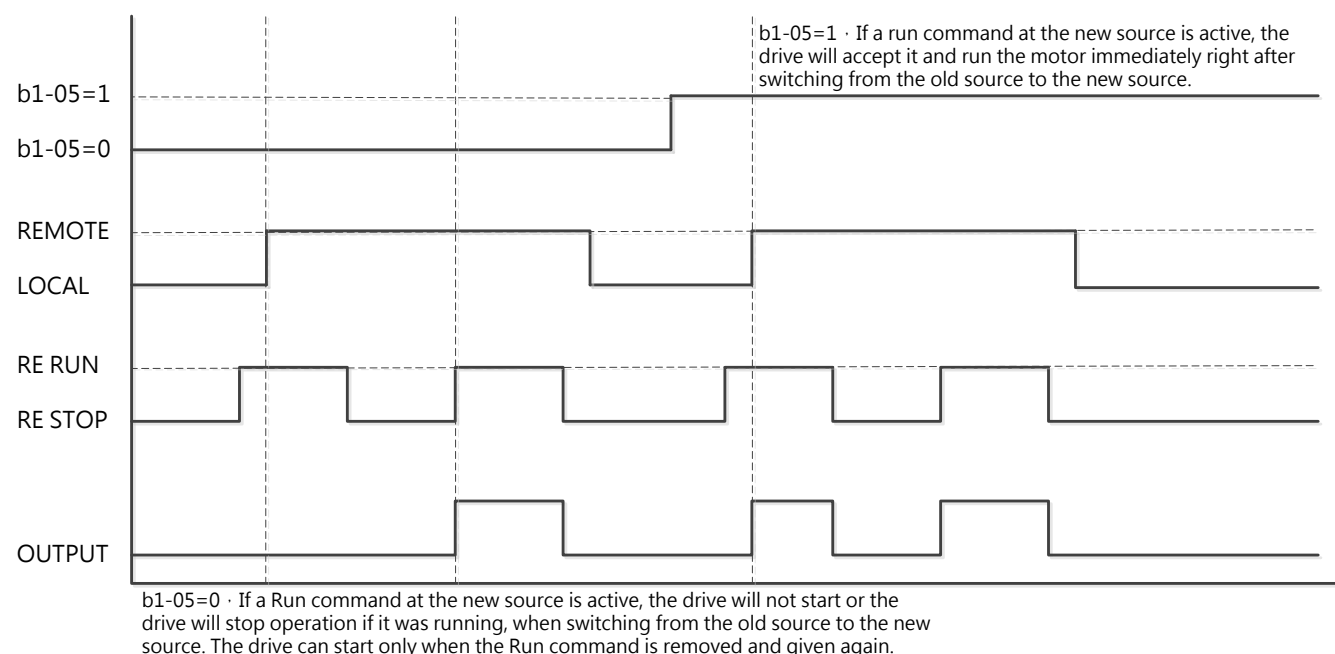 b1-05=1 · If a run command at the new source is active, the
drive will accept it and run the motor immediately right after
switching from the old source to the new source.
b1-05=1
b1-05=0
REMOTE
LOCAL
RE RUN
RE STOP
OUTPUT
b1-05=0 · If a Run command at the new source is active, the drive will not start or the
drive will stop operation if it was running, when switching from the old source to the new
source. The drive can start only when the Run command is removed and given again.